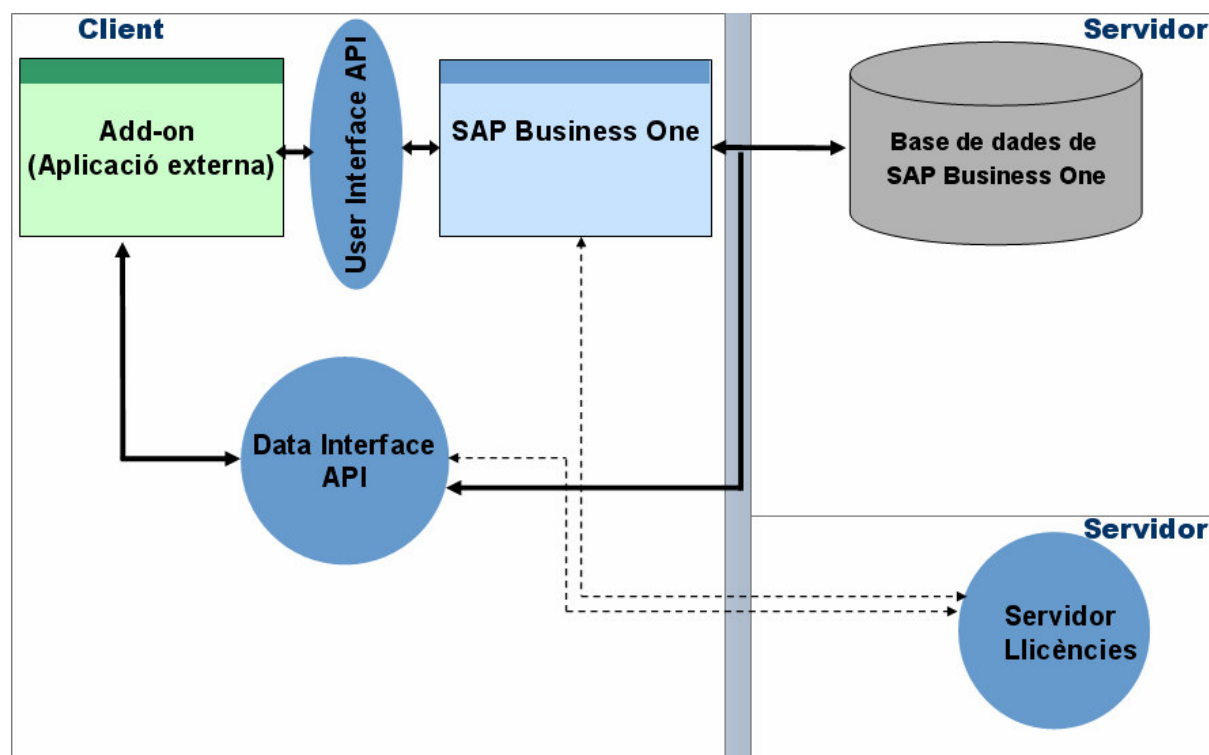 Client
Servidor
Add-on
(Aplicació externa)
User Interface API
SAP Business One
Base de dades de
SAP Business One
Data Interface
API
Servidor
Servidor
Llicències